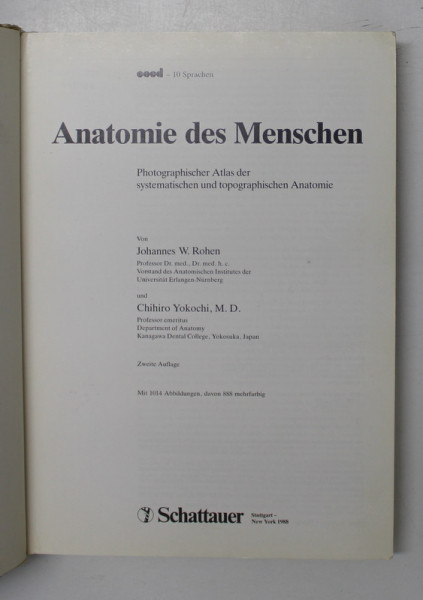 – 10 Sprachen
Anatomie des Menschen
Photographischer Atlas der
systematischen und topographischen Anatomie
Von
Johannes W. Rohen
Professor Dr. med., Dr. med. h. c.
Vorstand des Anatomischen Institutes der
Universität Erlangen-Nürnberg
und
Chihiro Yokochi, M. D.
Professor emeritus
Department of Anatomy
Kanagawa Dental College, Yokosuka, Japan
Zweite Auflage
Mit 1014 Abbildungen, davon 888 mehrfarbig
Schattauer
Stuttgart –
New York 1988